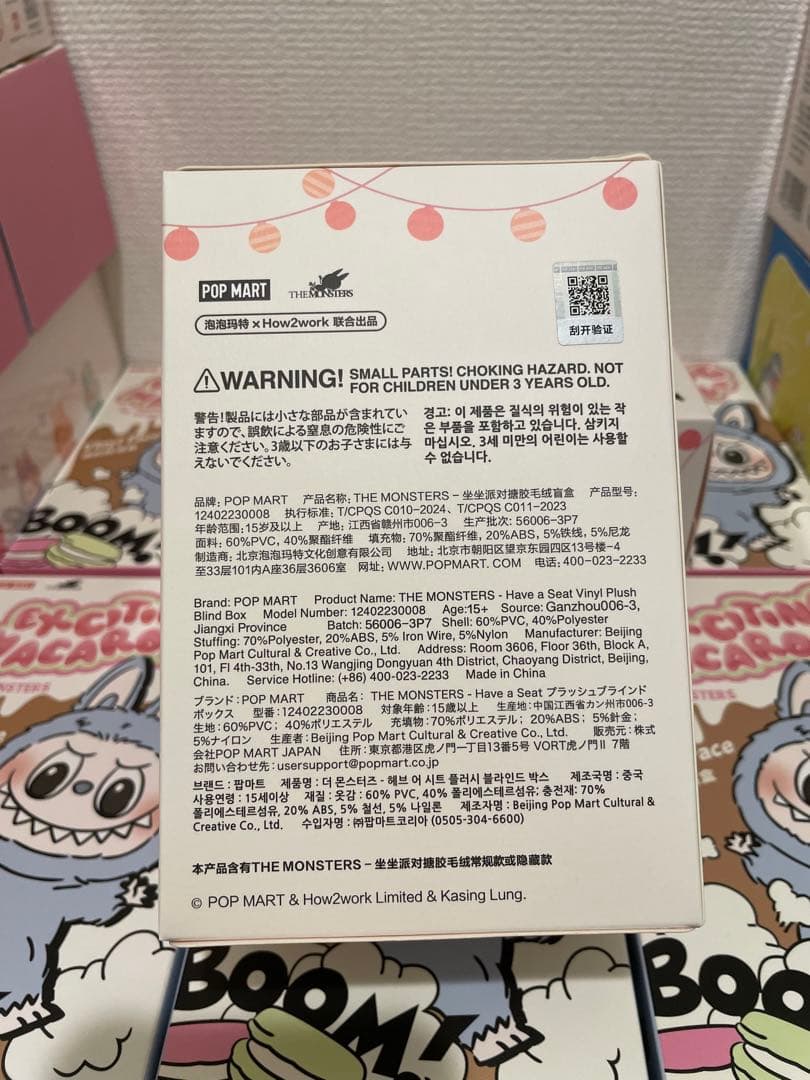 POP MART THE MONSTERS
泡泡玛特 × How2work 联合出品
刮开验证
WARNING! SMALL PARTS! CHOKING HAZARD. NOT
FOR CHILDREN UNDER 3 YEARS OLD.
警告!製品には小さな部品が含まれてい
ますので、誤飲による窒息の危険性にご
注意ください。3歳以下のお子さまには与
えないでください。
경고: 이 제품은 질식의 위험이 있는 작
은 부품을 포함하고 있습니다. 삼키지
마십시오. 3세 미만의 어린이는 사용할
수 없습니다.
品牌: POP MART 产品名称: THE MONSTERS – 坐坐派对搪胶毛绒盲盒 产品型号:
12402230008 执行标准: T/CPQS C010-2024、T/CPQS C011-2023
年龄范围:15岁及以上 产地: 江西省赣州市006-3 生产批次: 56006-3P7
面料: 60%PVC, 40%聚酯纤维 填充物: 70%聚酯纤维, 20%ABS, 5%铁线, 5%尼龙
制造商: 北京泡泡玛特文化创意有限公司 地址: 北京市朝阳区望京东园四区13号楼-4
至33层101内A座36层3606室 网址: WWW.POPMART. COM 电话: 400-023-2233
Brand: POP MART Product Name: THE MONSTERS - Have a Seat Vinyl Plush
Blind Box Model Number: 12402230008 Age:15+ Source: Ganzhou006-3,
Jiangxi Province Batch: 56006-3P7 Shell: 60%PVC, 40%Polyester
Stuffing: 70%Polyester, 20%ABS, 5% Iron Wire, 5%Nylon Manufacturer: Beijing
Pop Mart Cultural & Creative Co., Ltd. Address: Room 3606, Floor 36th, Block A,
101, Fl 4th-33th, No.13 Wangjing Dongyuan 4th District, Chaoyang District, Beijing,
China. Service Hotline: (+86) 400-023-2233 Made in China
ブランド: POP MART 商品名: THE MONSTERS - Have a Seat プラッシュブラインド
ボックス 型番: 12402230008 対象年齢: 15歳以上 生産地: 中国江西省カン州市006-3
生地: 60%PVC; 40%ポリエステル 充填物: 70%ポリエステル; 20%ABS; 5%針金;
5%ナイロン 生産者: Beijing Pop Mart Cultural & Creative Co., Ltd. 販売元: 株式
会社POP MART JAPAN 住所: 東京都港区虎ノ門一丁目13番5号 VORT虎ノ門II 7階
お問い合わせ先: usersupport@popmart.co.jp
브랜드 : 팝마트 제품명 : 더 몬스터즈 - 헤브 어 시트 플러시 블라인드 박스 제조국명 : 중국
사용연령 : 15세이상 재질 : 옷감 : 60% PVC, 40% 폴리에스테르섬유; 충전재: 70%
폴리에스테르섬유, 20% ABS, 5% 철선, 5% 나일론 제조자명 : Beijing Pop Mart Cultural &
Creative Co., Ltd. 수입자명 : ㈜팝마트코리아 (0505-304-6600)
本产品含有THE MONSTERS – 坐坐派对搪胶毛绒常规款或隐藏款
© POP MART & How2work Limited & Kasing Lung.
BOOM!
EXCITING
MACARON
MONSTERS
BOOM!
BOOM!